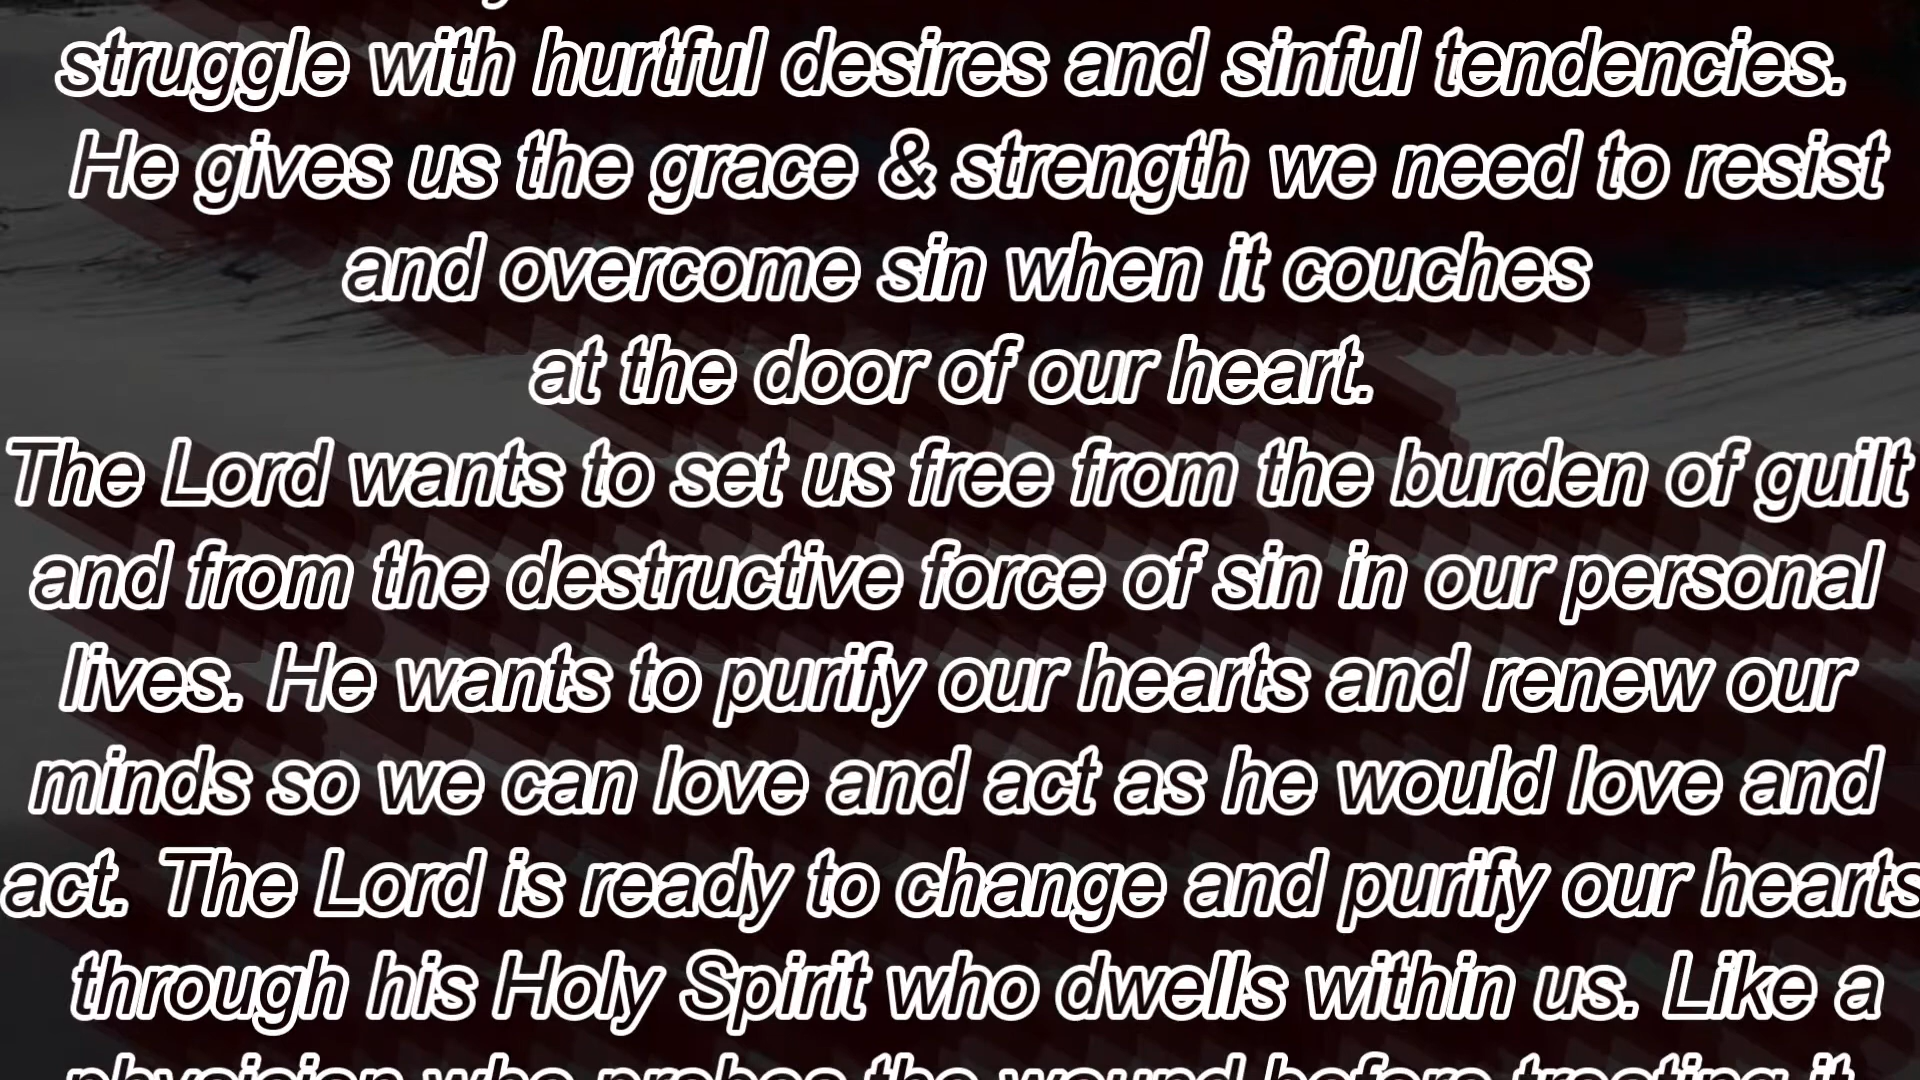 struggle with hurtful desires and sinful tendencies.
He gives us the grace & strength we need to resist
and overcome sin when it couches
at the door of our heart.
The Lord wants to set us free from the burden of guilt
and from the destructive force of sin in our personal
lives. He wants to purify our hearts and renew our
minds so we can love and act as he would love and
act. The Lord is ready to change and purify our hearts
through his Holy Spirit who dwells within us. Like a
physician who probes the wound before treating it